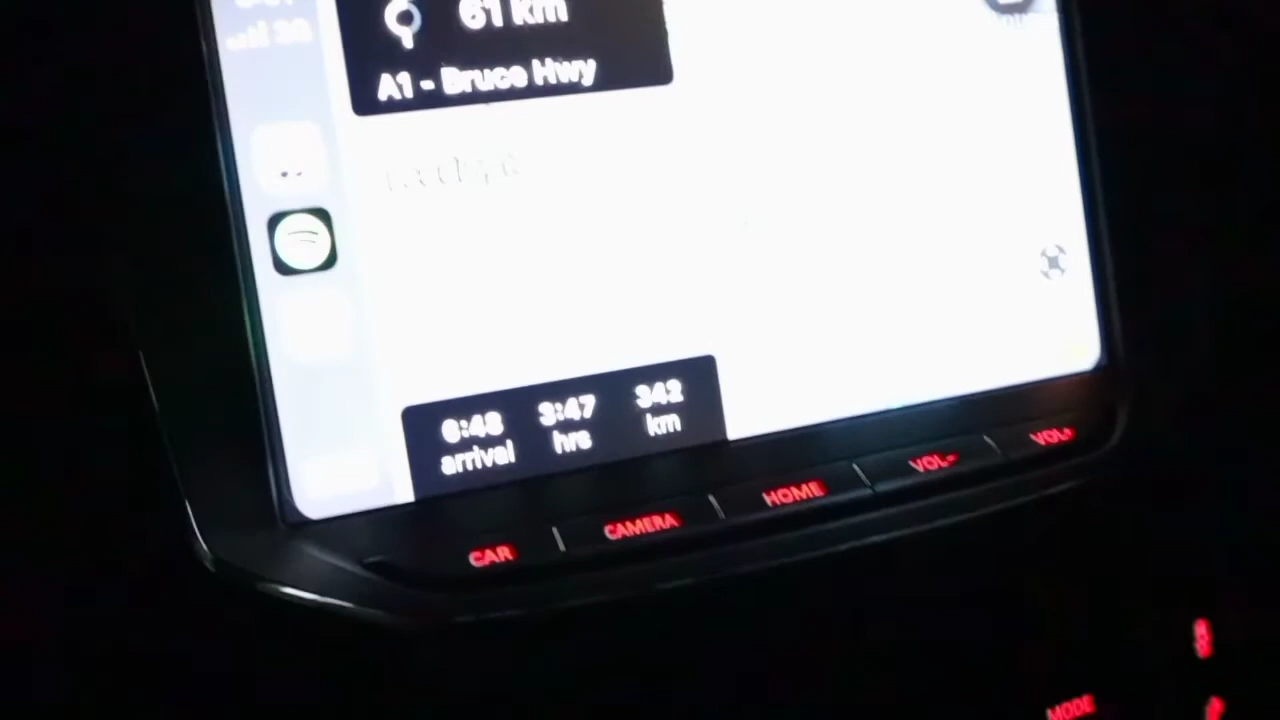 61 km
A1 - Bruce Hwy
6:48 3:47 342
arrival hrs km
CAR CAMERA HOME VOL- VOL+
MODE